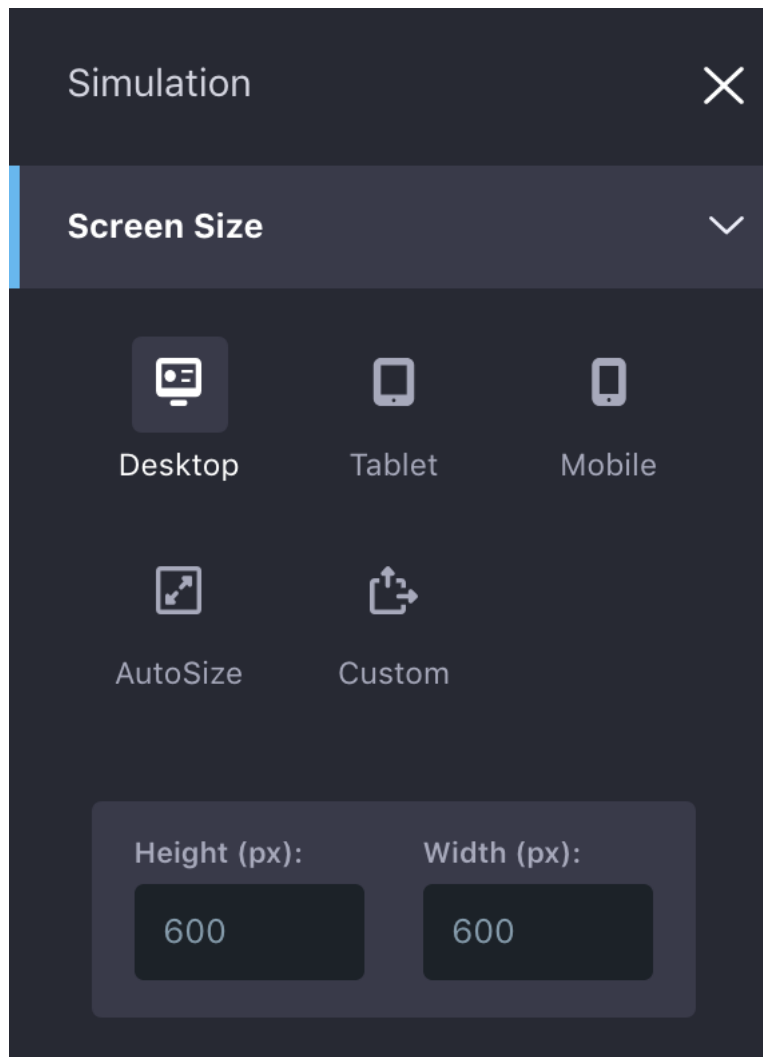 Simulation
Screen Size
Desktop Tablet Mobile
AutoSize Custom
Height (px): Width (px):
600 600